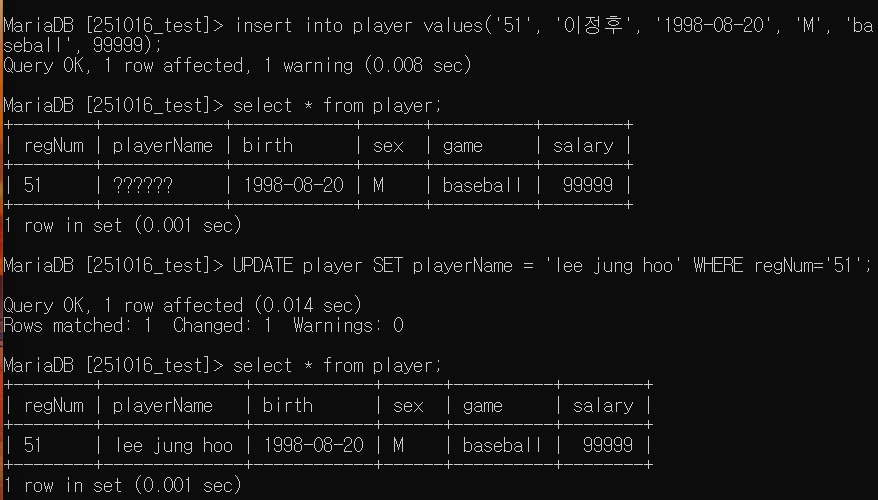 MariaDB [251016_test]> insert into player values('51', '이정후', '1998-08-20', 'M', 'ba
seball', 99999);
Query OK, 1 row affected, 1 warning (0.008 sec)
MariaDB [251016_test]> select * from player;
+--------+------------+------------+------+----------+--------+
| regNum | playerName | birth      | sex  | game     | salary |
+--------+------------+------------+------+----------+--------+
| 51     | ??????     | 1998-08-20 | M    | baseball |  99999 |
+--------+------------+------------+------+----------+--------+
1 row in set (0.001 sec)
MariaDB [251016_test]> UPDATE player SET playerName = 'lee jung hoo' WHERE regNum='51';
Query OK, 1 row affected (0.014 sec)
Rows matched: 1  Changed: 1  Warnings: 0
MariaDB [251016_test]> select * from player;
+--------+--------------+------------+------+----------+--------+
| regNum | playerName   | birth      | sex  | game     | salary |
+--------+--------------+------------+------+----------+--------+
| 51     | lee jung hoo | 1998-08-20 | M    | baseball |  99999 |
+--------+--------------+------------+------+----------+--------+
1 row in set (0.001 sec)